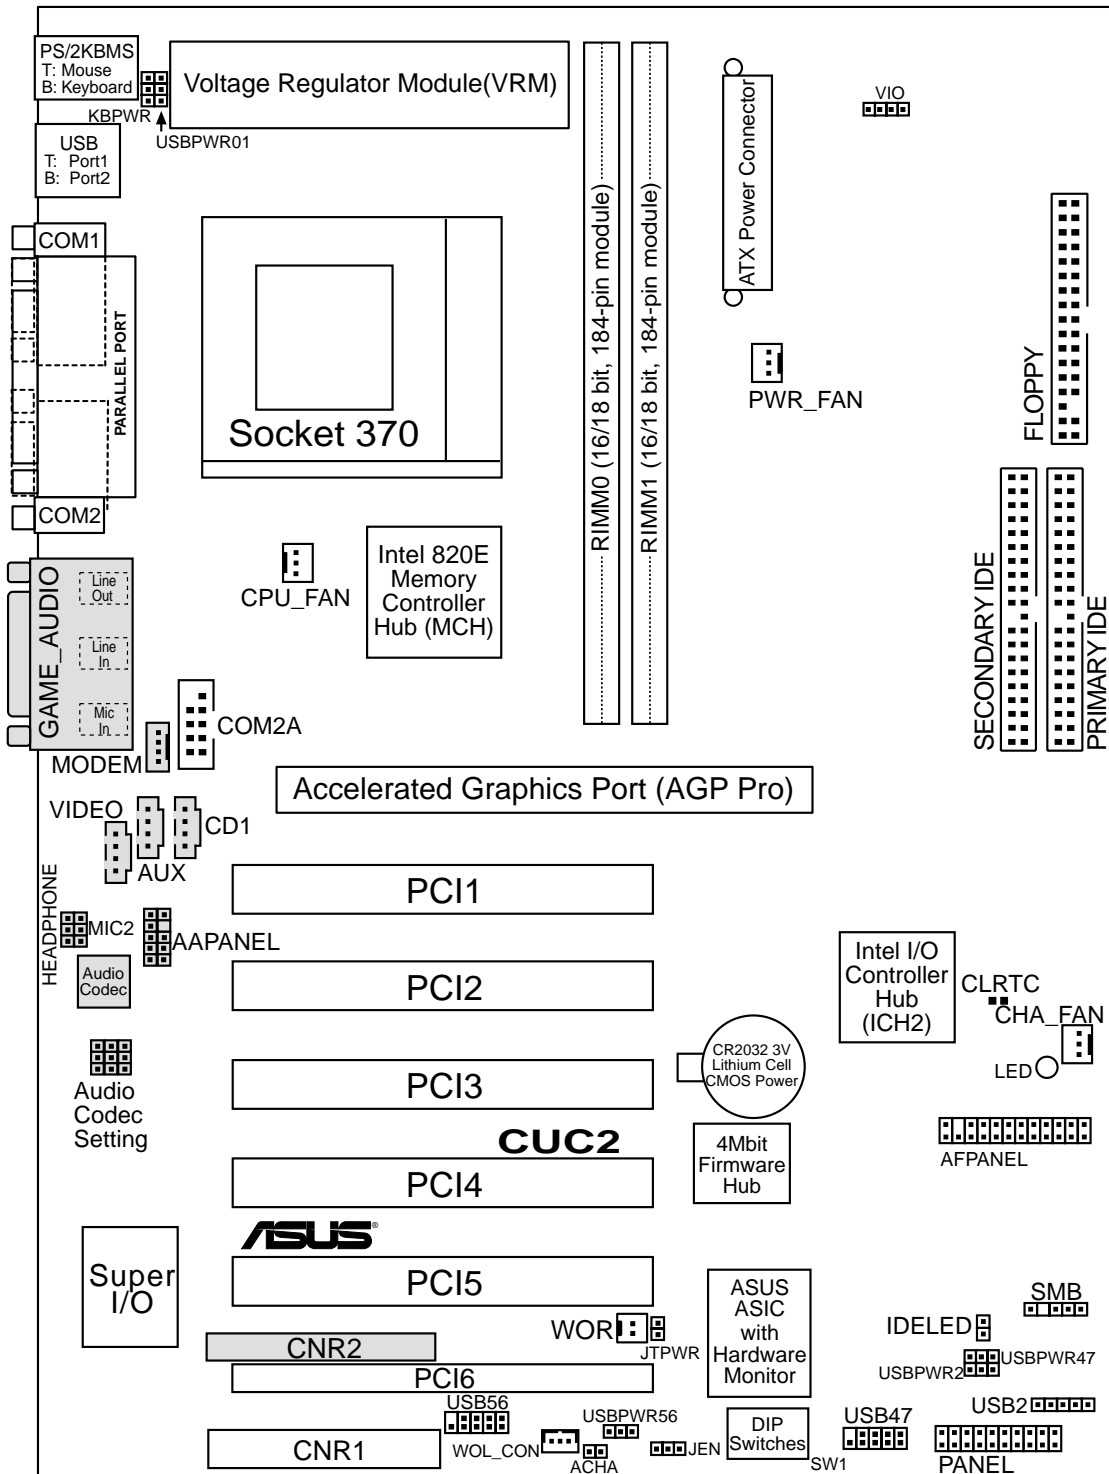 PS/2KBMS
T: Mouse
B: Keyboard
KBPWR
USBPWR01
Voltage Regulator Module(VRM)
USB
T: Port1
B: Port2
COM1
PARALLEL PORT
COM2
Socket 370
RIMM0 (16/18 bit, 184-pin module)
RIMM1 (16/18 bit, 184-pin module)
ATX Power Connector
VIO
PWR_FAN
FLOPPY
SECONDARY IDE
PRIMARY IDE
CPU_FAN
Intel 820E
Memory
Controller
Hub (MCH)
GAME_AUDIO
Line
Out
Line
In
Mic
In
COM2A
MODEM
Accelerated Graphics Port (AGP Pro)
VIDEO
CD1
AUX
HEADPHONE
MIC2
AAPANEL
PCI1
Audio
Codec
PCI2
Intel I/O
Controller
Hub
(ICH2)
CLRTC
CHA_FAN
LED
CR2032 3V
Lithium Cell
CMOS Power
PCI3
Audio
Codec
Setting
CUC2
4Mbit
Firmware
Hub
AFPANEL
PCI4
ASUS®
Super
I/O
PCI5
ASUS
ASIC
with
Hardware
Monitor
SMB
WOR
JTPWR
IDELED
USBPWR2
USBPWR47
CNR2
PCI6
USB56
USBPWR56
USB2
CNR1
WOL_CON
ACHA
JEN
DIP
Switches
SW1
USB47
PANEL